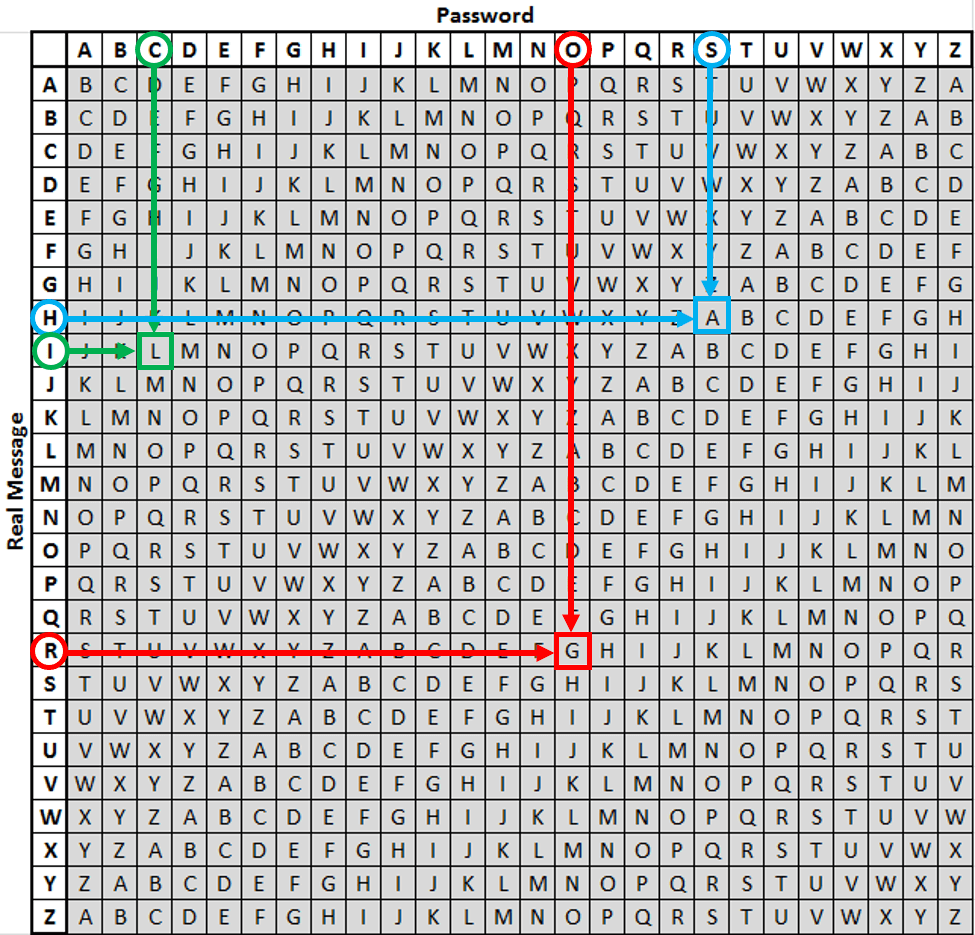 Password
Real Message
A B C D E F G H I J K L M N O P Q R S T U V W X Y Z
A B C D E F G H I J K L M N O P Q R S T U V W X Y Z A
B C D E F G H I J K L M N O P Q R S T U V W X Y Z A B
C D E F G H I J K L M N O P Q R S T U V W X Y Z A B C
D E F G H I J K L M N O P Q R S T U V W X Y Z A B C D
E F G H I J K L M N O P Q R S T U V W X Y Z A B C D E
F G H J K L M N O P Q R S T U V W X Y Z A B C D E F
G H I K L M N O P Q R S T U V W X Y Z A B C D E F G
H I J K L M N O P Q R S T U V W X Y Z A B C D E F G H
I J K L M N O P Q R S T U V W X Y Z A B C D E F G H I
J K L M N O P Q R S T U V W X Y Z A B C D E F G H I J
K L M N O P Q R S T U V W X Y Z A B C D E F G H I J K
L M N O P Q R S T U V W X Y Z A B C D E F G H I J K L
M N O P Q R S T U V W X Y Z A B C D E F G H I J K L M
N O P Q R S T U V W X Y Z A B C D E F G H I J K L M N
O P Q R S T U V W X Y Z A B C D E F G H I J K L M N O
P Q R S T U V W X Y Z A B C D E F G H I J K L M N O P
Q R S T U V W X Y Z A B C D E F G H I J K L M N O P Q
R S T U V W X Y Z A B C D E F G H I J K L M N O P Q R
S T U V W X Y Z A B C D E F G H I J K L M N O P Q R S
T U V W X Y Z A B C D E F G H I J K L M N O P Q R S T
U V W X Y Z A B C D E F G H I J K L M N O P Q R S T U
V W X Y Z A B C D E F G H I J K L M N O P Q R S T U V
W X Y Z A B C D E F G H I J K L M N O P Q R S T U V W
X Y Z A B C D E F G H I J K L M N O P Q R S T U V W X
Y Z A B C D E F G H I J K L M N O P Q R S T U V W X Y
Z A B C D E F G H I J K L M N O P Q R S T U V W X Y Z